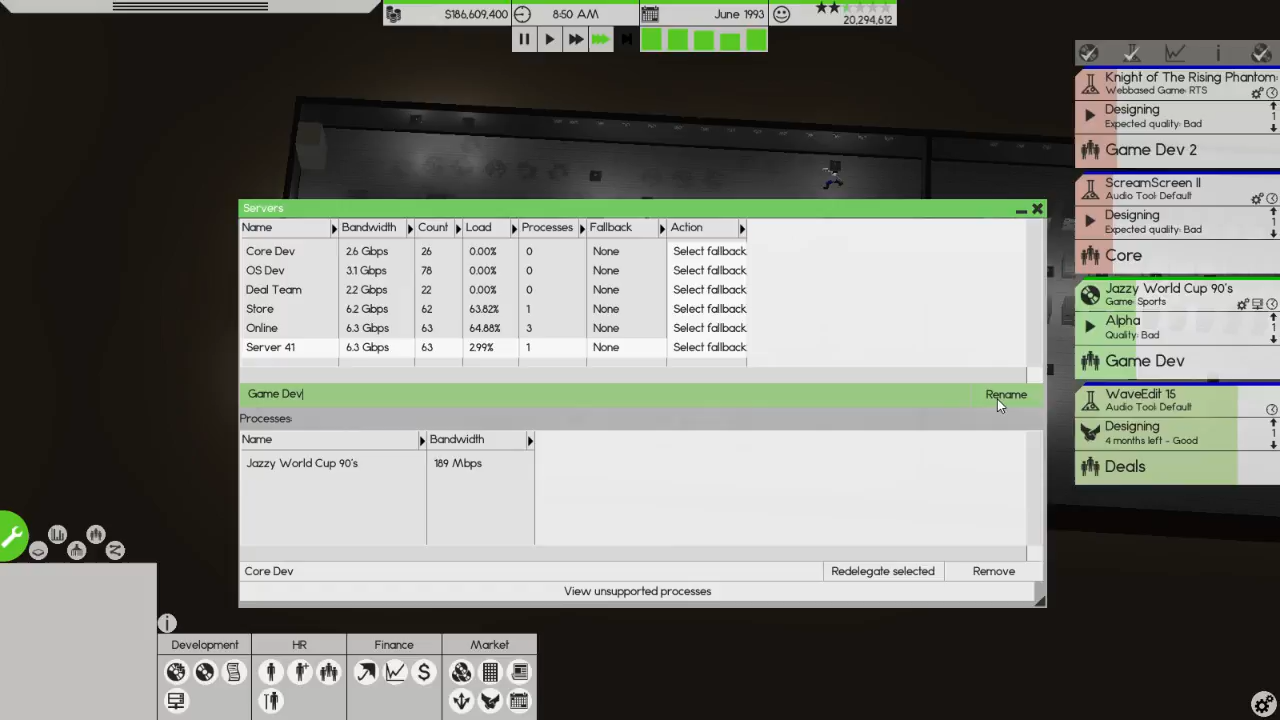 $186,609,400
8:50 AM
June 1993
20,294,612
Knight of The Rising Phantom
Webbased Game: RTS
Designing
Expected quality: Bad
1
Game Dev 2
ScreamScreen II
Audio Tool: Default
Designing
Expected quality: Bad
1
Core
Jazzy World Cup 90's
Game: Sports
Alpha
Quality: Bad
1
Game Dev
WaveEdit 15
Audio Tool: Default
Designing
4 months left - Good
1
Deals
Servers
Name Bandwidth Count Load Processes Fallback Action
Core Dev 2.6 Gbps 26 0.00% 0 None Select fallback
OS Dev 3.1 Gbps 78 0.00% 0 None Select fallback
Deal Team 2.2 Gbps 22 0.00% 0 None Select fallback
Store 6.2 Gbps 62 63.82% 1 None Select fallback
Online 6.3 Gbps 63 64.88% 3 None Select fallback
Server 41 6.3 Gbps 63 2.99% 1 None Select fallback
Game Dev Rename
Processes:
Name Bandwidth
Jazzy World Cup 90's 189 Mbps
Core Dev Redelegate selected Remove
View unsupported processes
Development HR Finance Market